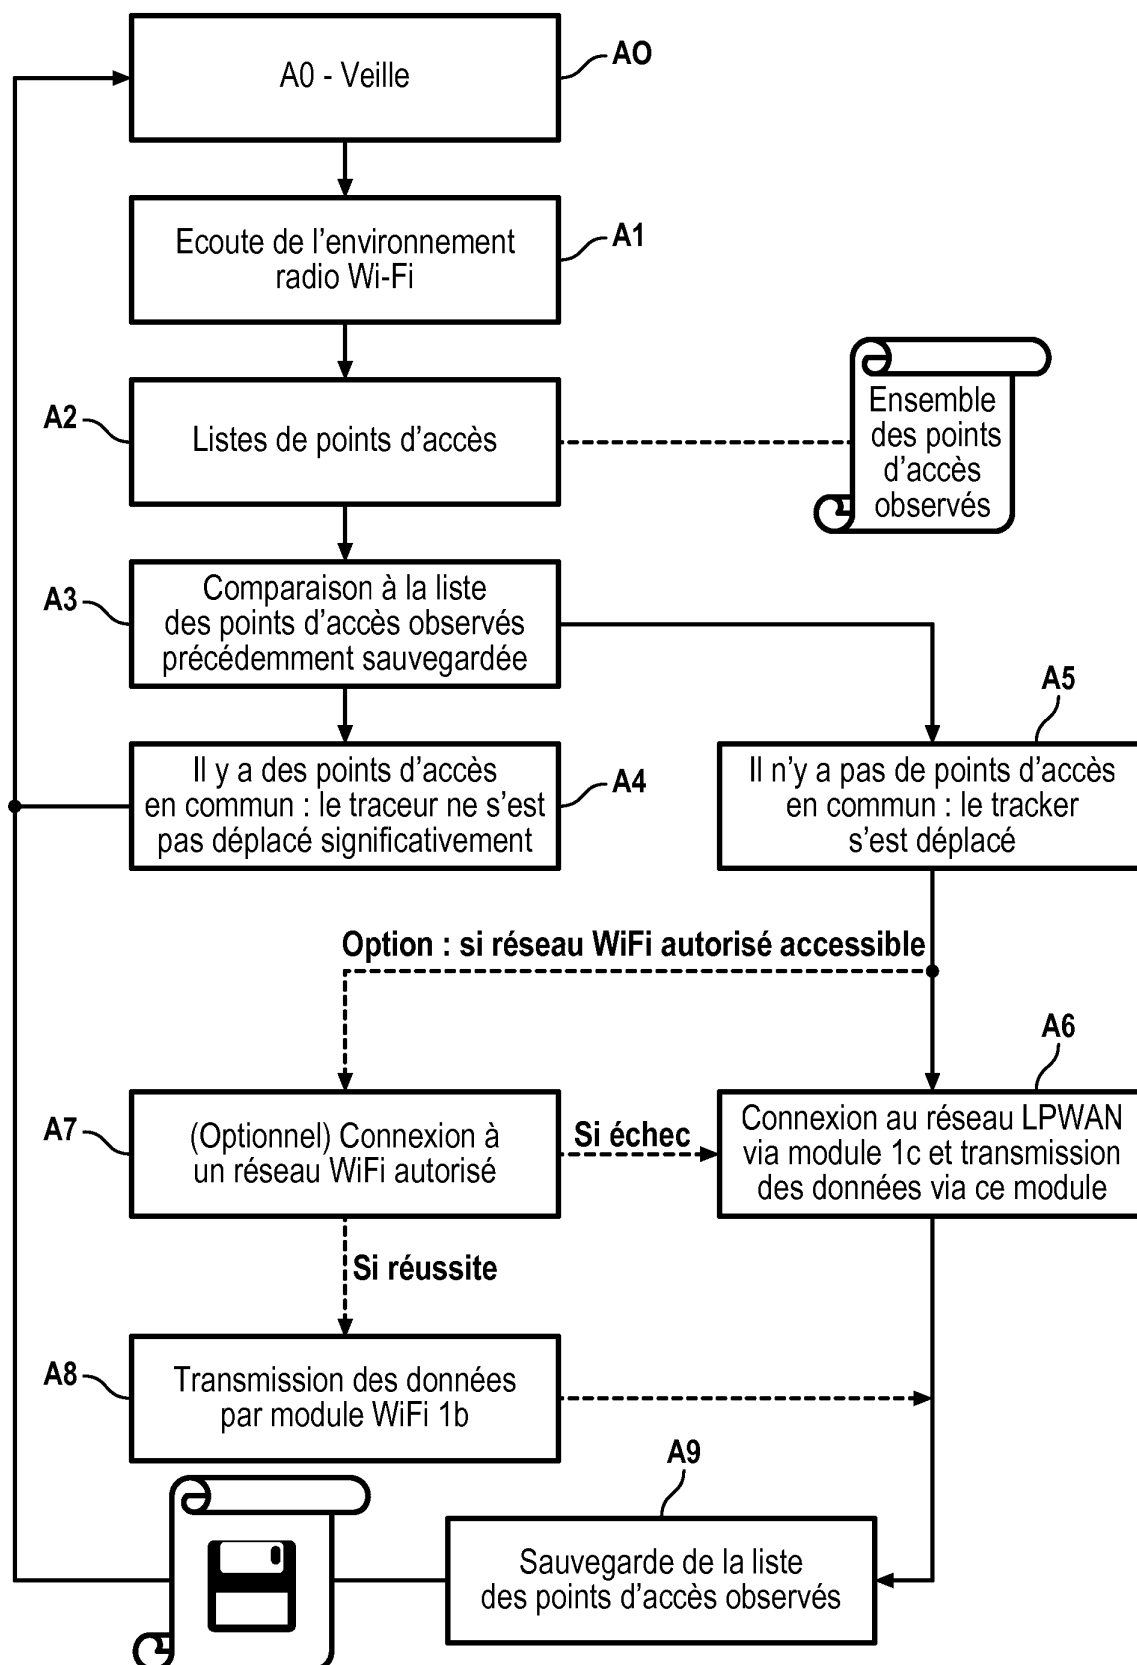 A0 - Veille
AO
Ecoute de l'environnement
radio Wi-Fi
A1
A2
Listes de points d'accès
Ensemble
des points
d'accès
observés
A3
Comparaison à la liste
des points d'accès observés
précédemment sauvegardée
Il y a des points d'accès
en commun : le traceur ne s'est
pas déplacé significativement
A4
A5
Il n'y a pas de points d'accès
en commun : le tracker
s'est déplacé
Option : si réseau WiFi autorisé accessible
A6
A7
(Optionnel) Connexion à
un réseau WiFi autorisé
Si échec
Connexion au réseau LPWAN
via module 1c et transmission
des données via ce module
Si réussite
A8
Transmission des données
par module WiFi 1b
A9
Sauvegarde de la liste
des points d'accès observés